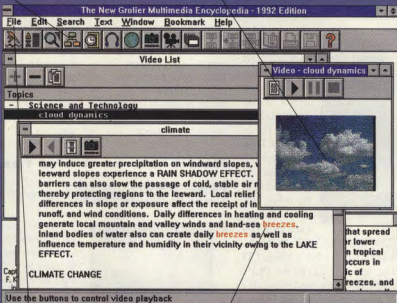 The New Grolier Multimedia Encyclopedia - 1992 Edition
File Edit Search Text Window Bookmark Help
Video List
Topics
- Science and Technology
cloud dynamics
Video - cloud dynamics
climate
may induce greater precipitation on windward slopes, w
leeward slopes experience a RAIN SHADOW EFFECT.
barriers can also slow the passage of cold, stable air m
thereby protecting regions to the leeward. Local relief
differences in slope or exposure affect the receipt of in
runoff, and wind conditions. Daily differences in heating and cooling
generate local mountain and valley winds and land-sea breezes.
Inland bodies of water also can create daily breezes as well as
influence temperature and humidity in their vicinity owing to the LAKE
EFFECT.
CLIMATE CHANGE
hat spread
r lower
n tropical
occurs in
ic of
reezes, and
Capt
F. K
Use the buttons to control video playback